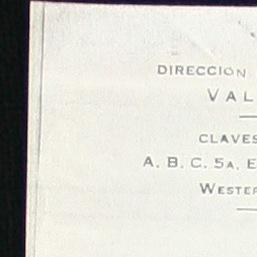 DIRECCION
VAL
CLAVES
A. B. C. 5A. E
WESTER